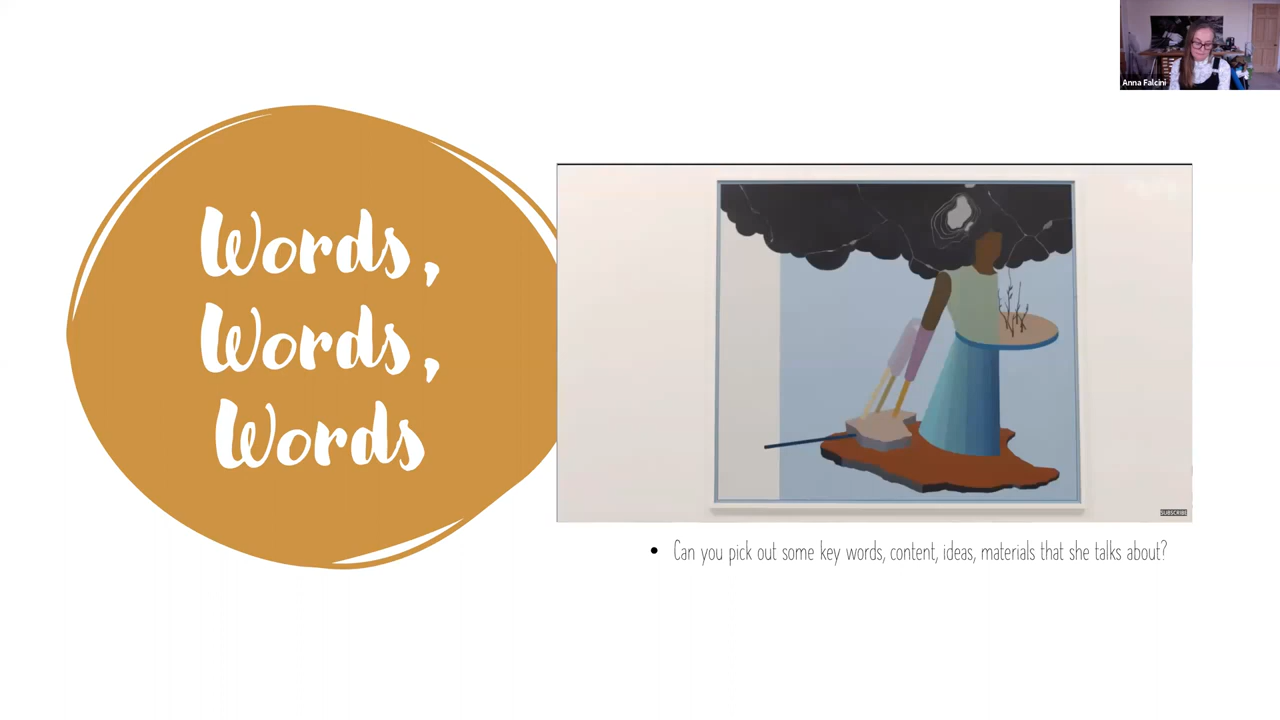 Anna Falcini
Words,
Words,
Words
SUBSCRIBE
• Can you pick out some key words, content, ideas, materials that she talks about?